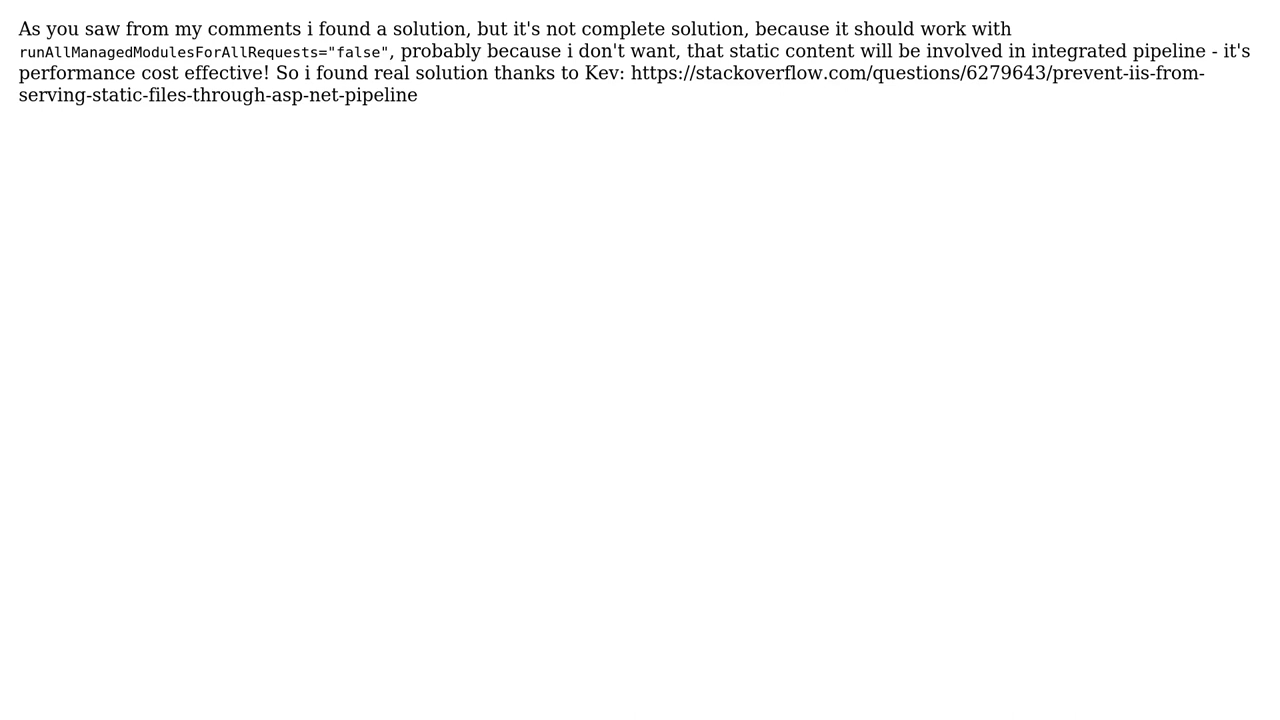 As you saw from my comments i found a solution, but it's not complete solution, because it should work with
runAllManagedModulesForAllRequests="false", probably because i don't want, that static content will be involved in integrated pipeline - it's
performance cost effective! So i found real solution thanks to Kev: https://stackoverflow.com/questions/6279643/prevent-iis-from-
serving-static-files-through-asp-net-pipeline